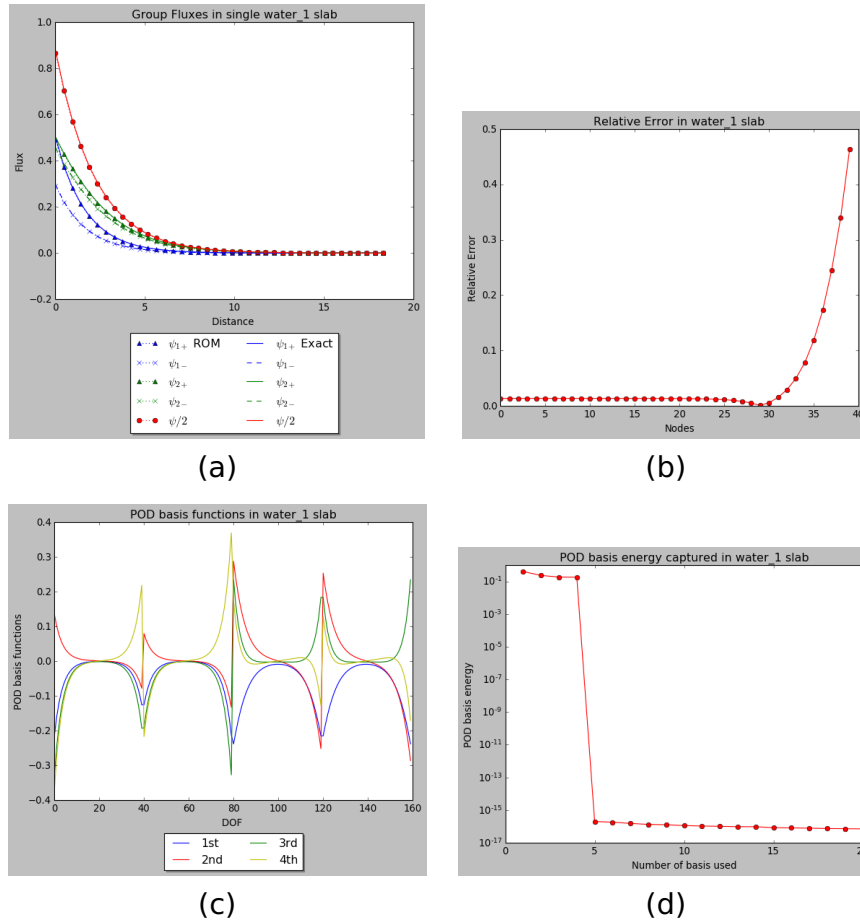 Group Fluxes in single water_1 slab
1.0
0.8
0.6
0.4
0.2
0.0
−0.2
Flux
0 5 10 15 20
Distance
ψ₁₊ ROM ψ₁₊ Exact
ψ₁₋ ψ₁₋
ψ₂₊ ψ₂₊
ψ₂₋ ψ₂₋
ψ/2 ψ/2
(a)
Relative Error in water_1 slab
0.5
0.4
0.3
0.2
0.1
0.0
Relative Error
0 5 10 15 20 25 30 35 40
Nodes
(b)
POD basis functions in water_1 slab
0.4
0.3
0.2
0.1
0.0
−0.1
−0.2
−0.3
−0.4
POD basis functions
0 20 40 60 80 100 120 140 160
DOF
1st 3rd
2nd 4th
(c)
POD basis energy captured in water_1 slab
10⁻¹
10⁻³
10⁻⁵
10⁻⁷
10⁻⁹
10⁻¹¹
10⁻¹³
10⁻¹⁵
10⁻¹⁷
POD basis energy
0 5 10 15
Number of basis used
(d)